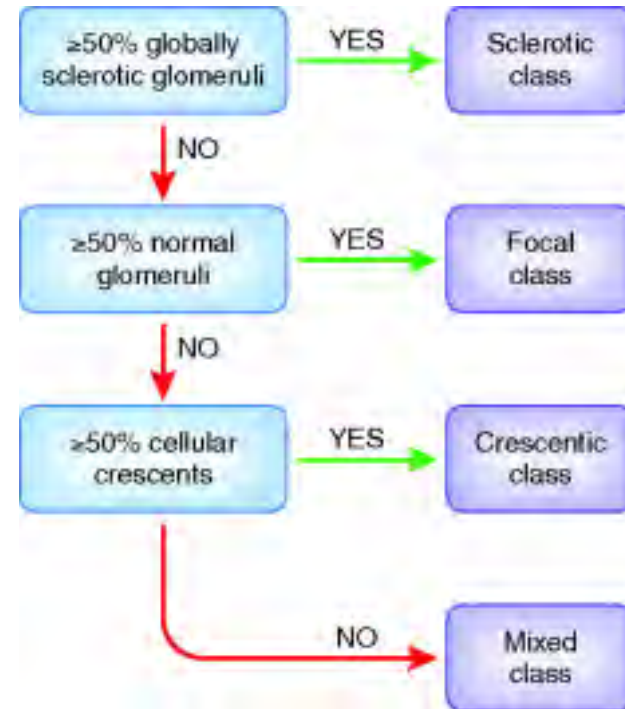 ≥50% globally
sclerotic glomeruli
YES
Sclerotic
class
NO
≥50% normal
glomeruli
YES
Focal
class
NO
≥50% cellular
crescents
YES
Crescentic
class
NO
Mixed
class